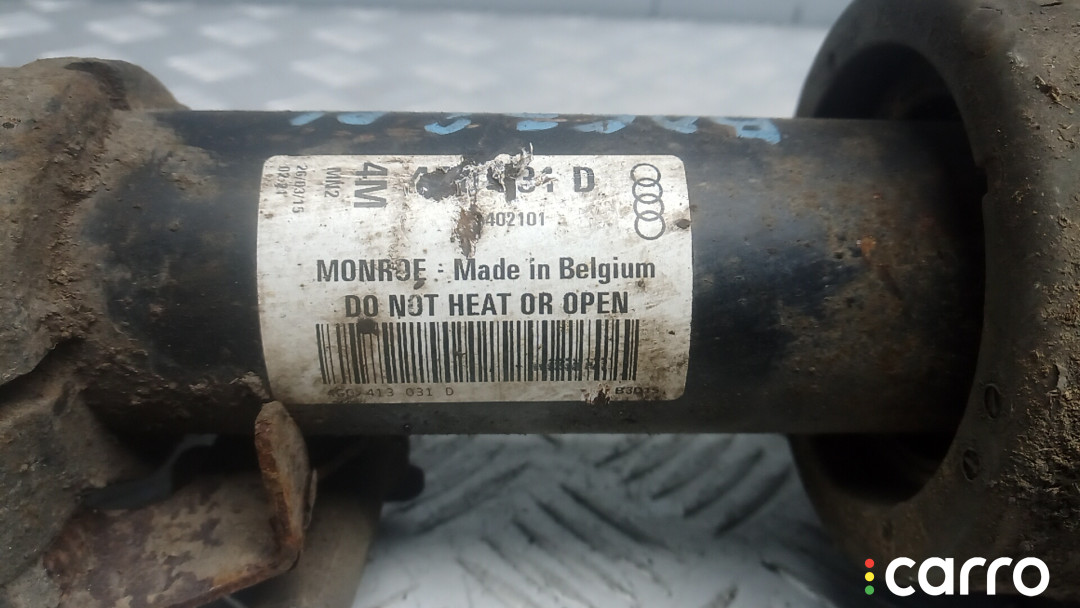 4M
MN2
26/03/15
D
402101
MONROE - Made in Belgium
DO NOT HEAT OR OPEN
413 031 D
carro